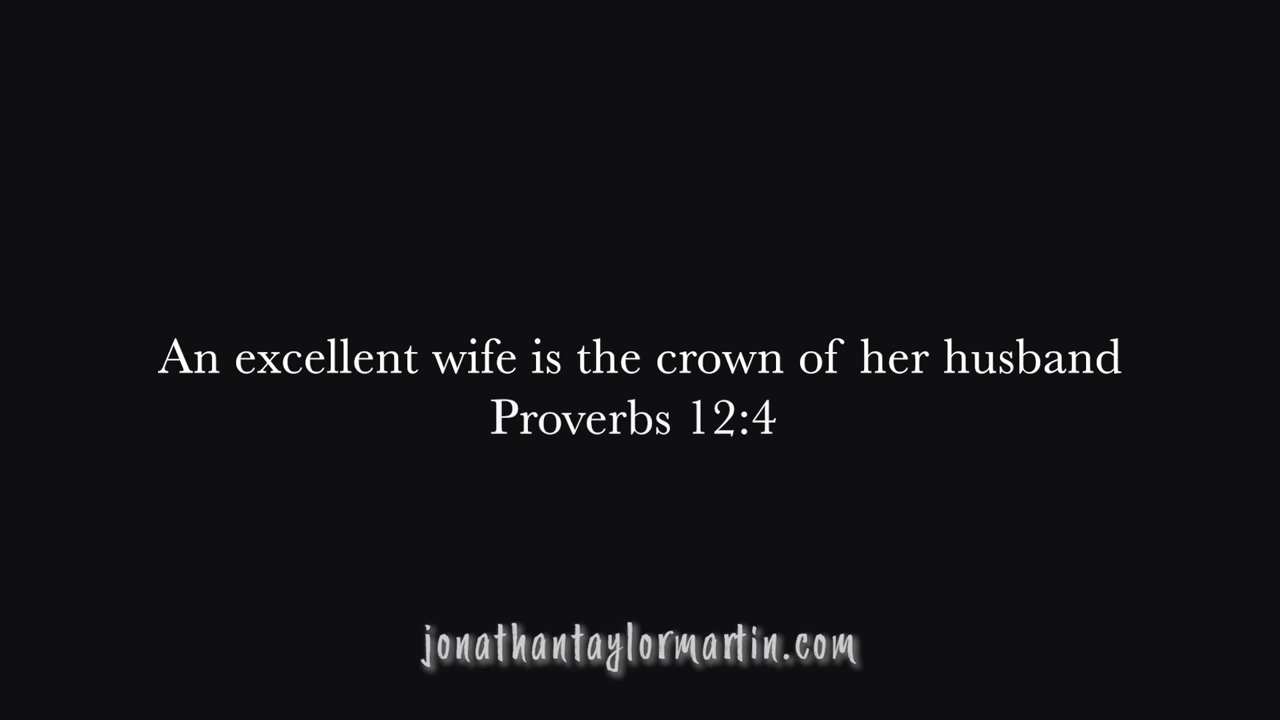 An excellent wife is the crown of her husband
Proverbs 12:4
jonathantaylormartin.com